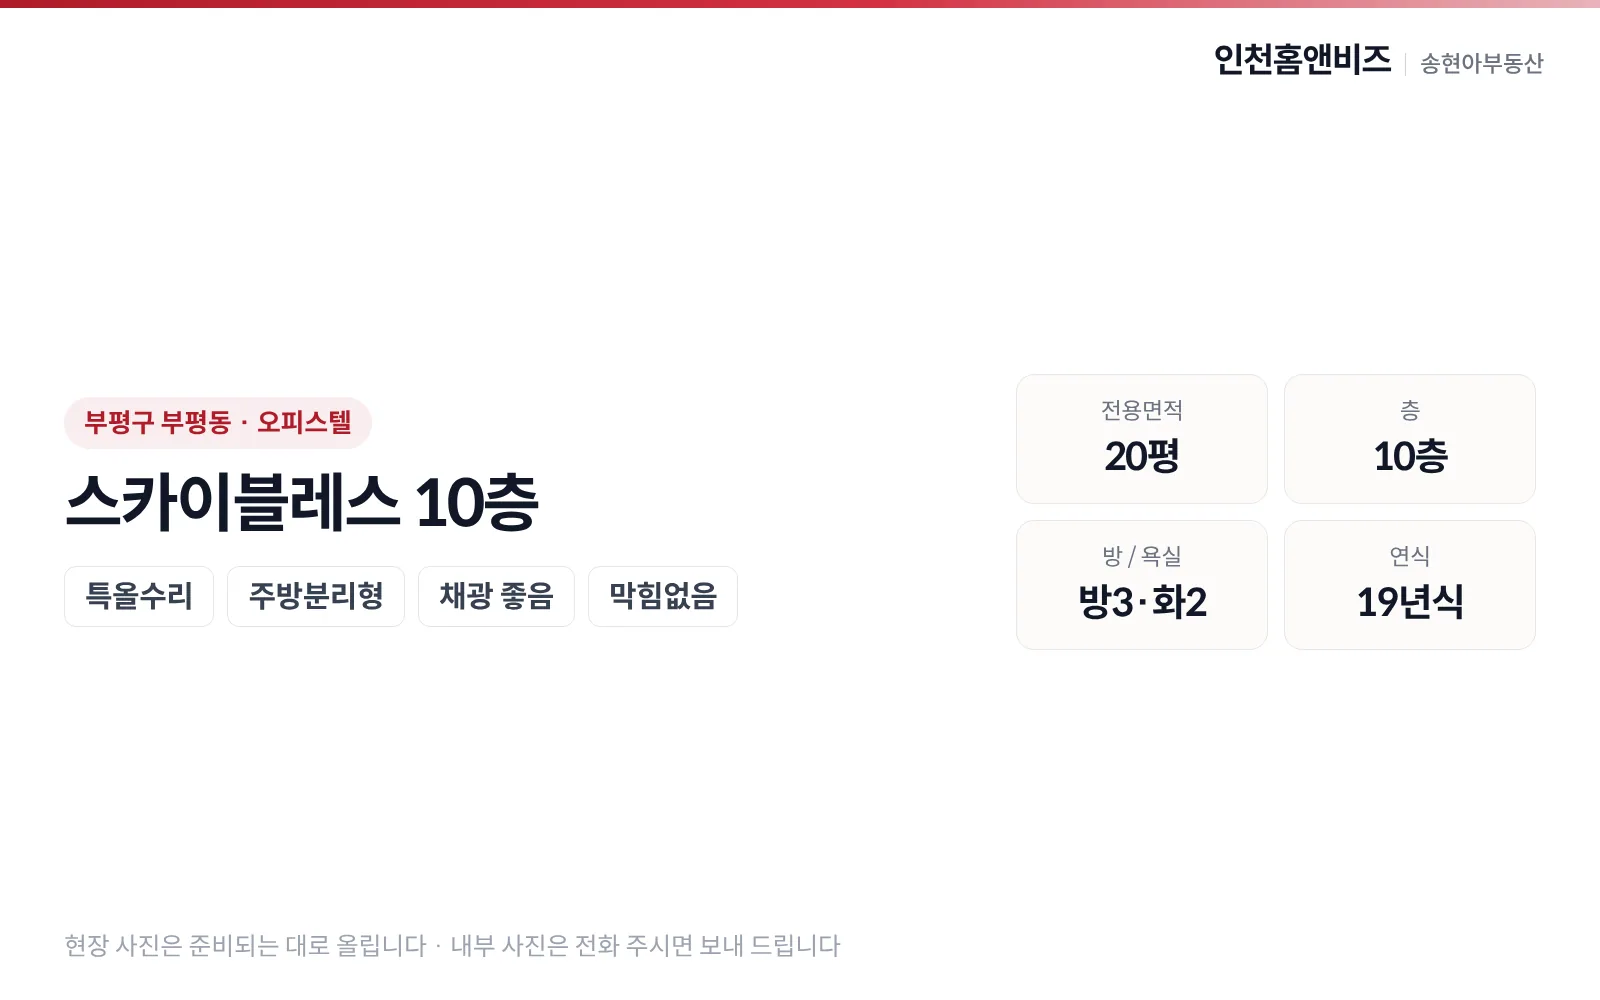 인천홈앤비즈 | 송현아부동산
부평구 부평동 · 오피스텔
스카이블레스 10층
특올수리 주방분리형 채광 좋음 막힘없음
전용면적
20평
층
10층
방 / 욕실
방3·화2
연식
19년식
현장 사진은 준비되는 대로 올립니다 · 내부 사진은 전화 주시면 보내 드립니다